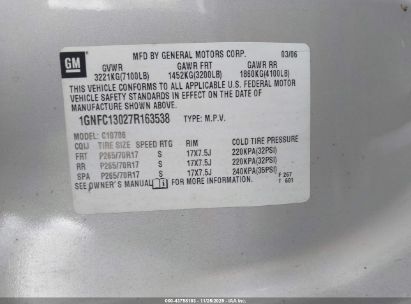 GM
MFD BY GENERAL MOTORS CORP. 03/06
GVWR GAWR FRT GAWR RR
3221KG(7100LB) 1452KG(3200LB) 1860KG(4100LB)
THIS VEHICLE CONFORMS TO ALL APPLICABLE U.S. FEDERAL MOTOR
VEHICLE SAFETY STANDARDS IN EFFECT ON THE DATE OF
MANUFACTURE SHOWN ABOVE.
1GNFC13027R163538 TYPE: M.P.V.
MODEL: C10706
TIRE SIZE SPEED RTG RIM COLD TIRE PRESSURE
FRT P265/70R17 S 17X7.5J 220KPA(32PSI)
RR P265/70R17 S 17X7.5J 220KPA(32PSI)
SPA P265/70R17 S 17X7.5J 240KPA(35PSI)
SEE OWNER'S MANUAL FOR MORE INFORMATION. F 267
T 601